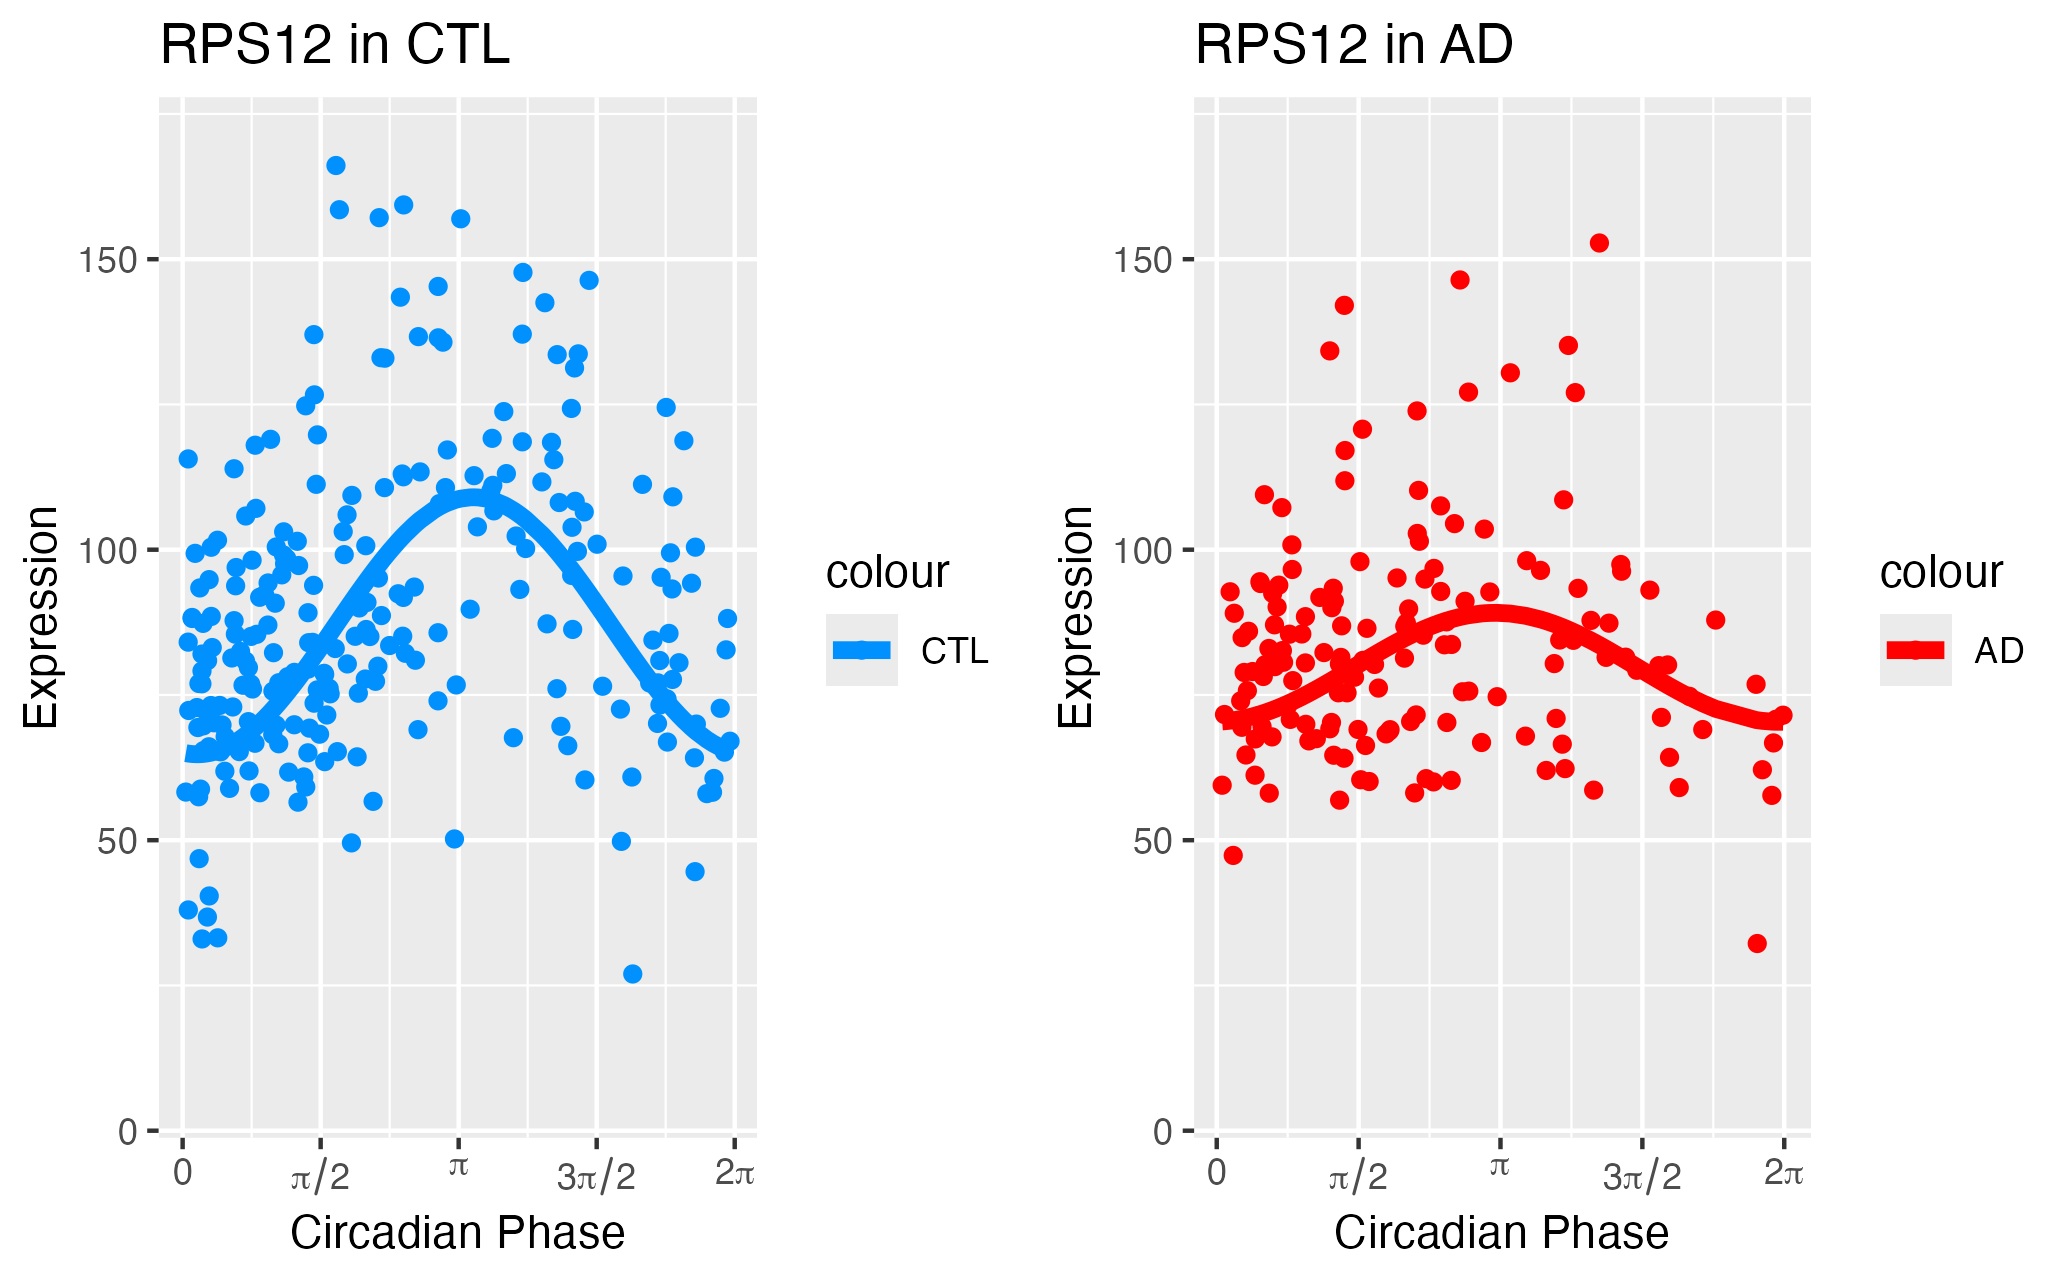 RPS12 in CTL
150
100
50
0
Expression
0
π/2
π
3π/2
2π
Circadian Phase
colour
CTL
RPS12 in AD
150
100
50
0
Expression
0
π/2
π
3π/2
2π
Circadian Phase
colour
AD